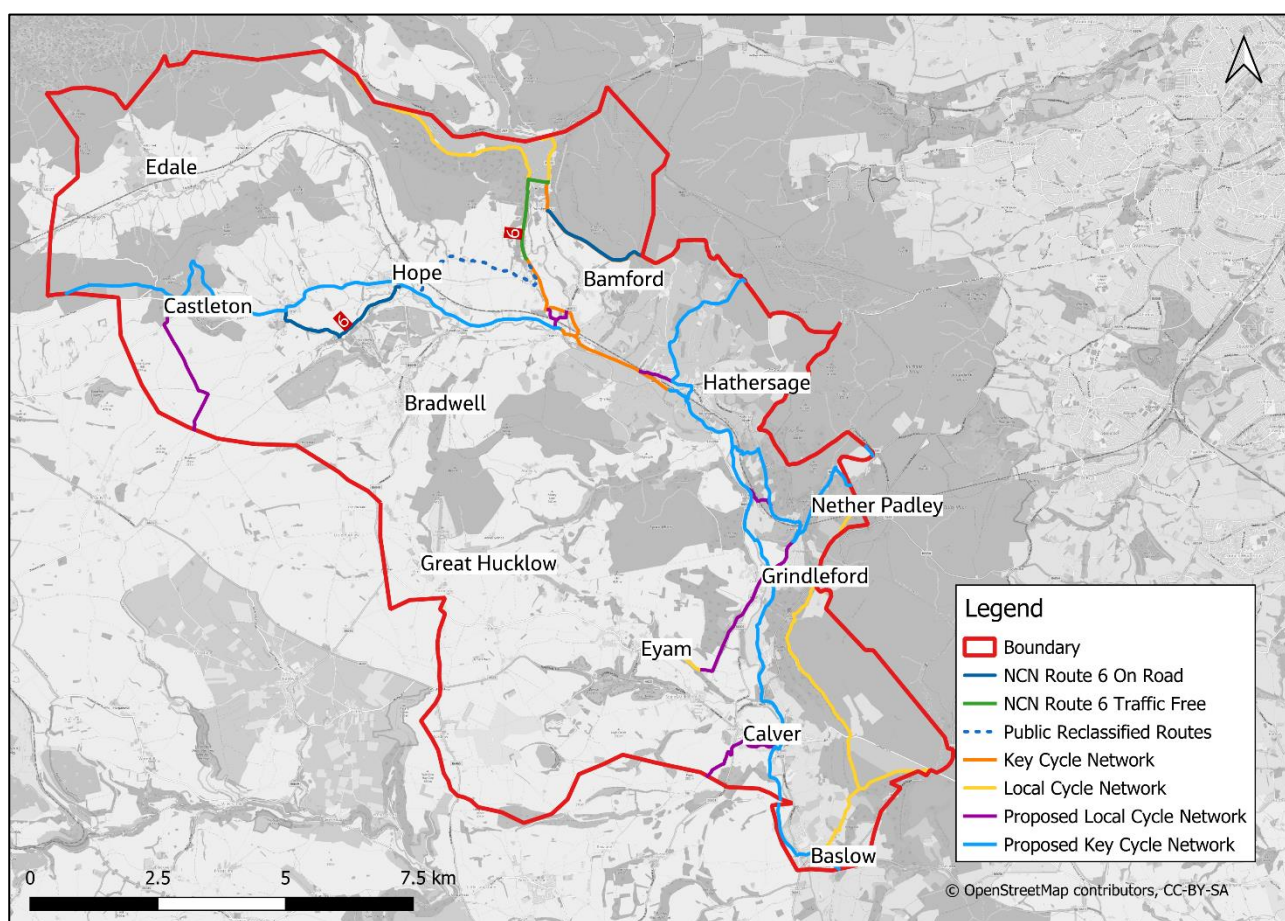 Edale
6
Hope
Bamford
Castleton
6
Hathersage
Bradwell
Nether Padley
Great Hucklow
Grindleford
Eyam
Calver
Baslow
Legend
Boundary
NCN Route 6 On Road
NCN Route 6 Traffic Free
Public Reclassified Routes
Key Cycle Network
Local Cycle Network
Proposed Local Cycle Network
Proposed Key Cycle Network
0 2.5 5 7.5 km
© OpenStreetMap contributors, CC-BY-SA